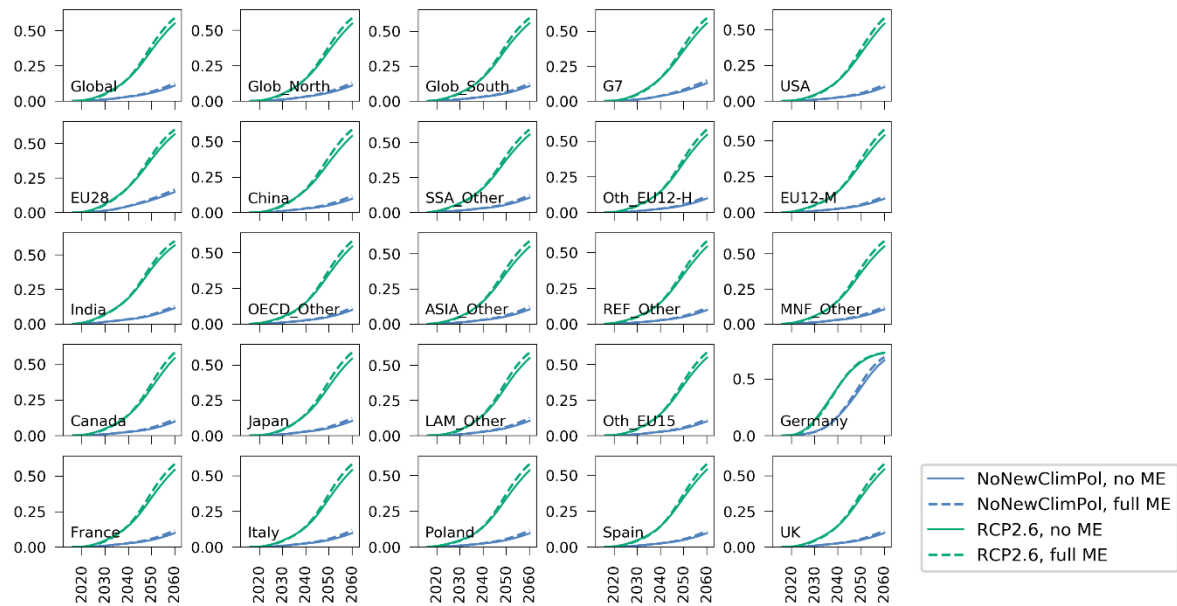 0.50
0.25
0.00
Global
0.50
0.25
0.00
Glob_North
0.50
0.25
0.00
Glob_South
0.50
0.25
0.00
G7
0.50
0.25
0.00
USA
0.50
0.25
0.00
EU28
0.50
0.25
0.00
China
0.50
0.25
0.00
SSA_Other
0.50
0.25
0.00
Oth_EU12-H
0.50
0.25
0.00
EU12-M
0.50
0.25
0.00
India
0.50
0.25
0.00
OECD_Other
0.50
0.25
0.00
ASIA_Other
0.50
0.25
0.00
REF_Other
0.50
0.25
0.00
MNF_Other
0.50
0.25
0.00
Canada
0.50
0.25
0.00
Japan
0.50
0.25
0.00
LAM_Other
0.50
0.25
0.00
Oth_EU15
0.5
0.0
Germany
0.50
0.25
0.00
France
0.50
0.25
0.00
Italy
0.50
0.25
0.00
Poland
0.50
0.25
0.00
Spain
0.50
0.25
0.00
UK
2020 2030 2040 2050 2060
2020 2030 2040 2050 2060
2020 2030 2040 2050 2060
2020 2030 2040 2050 2060
2020 2030 2040 2050 2060
NoNewClimPol, no ME
NoNewClimPol, full ME
RCP2.6, no ME
RCP2.6, full ME